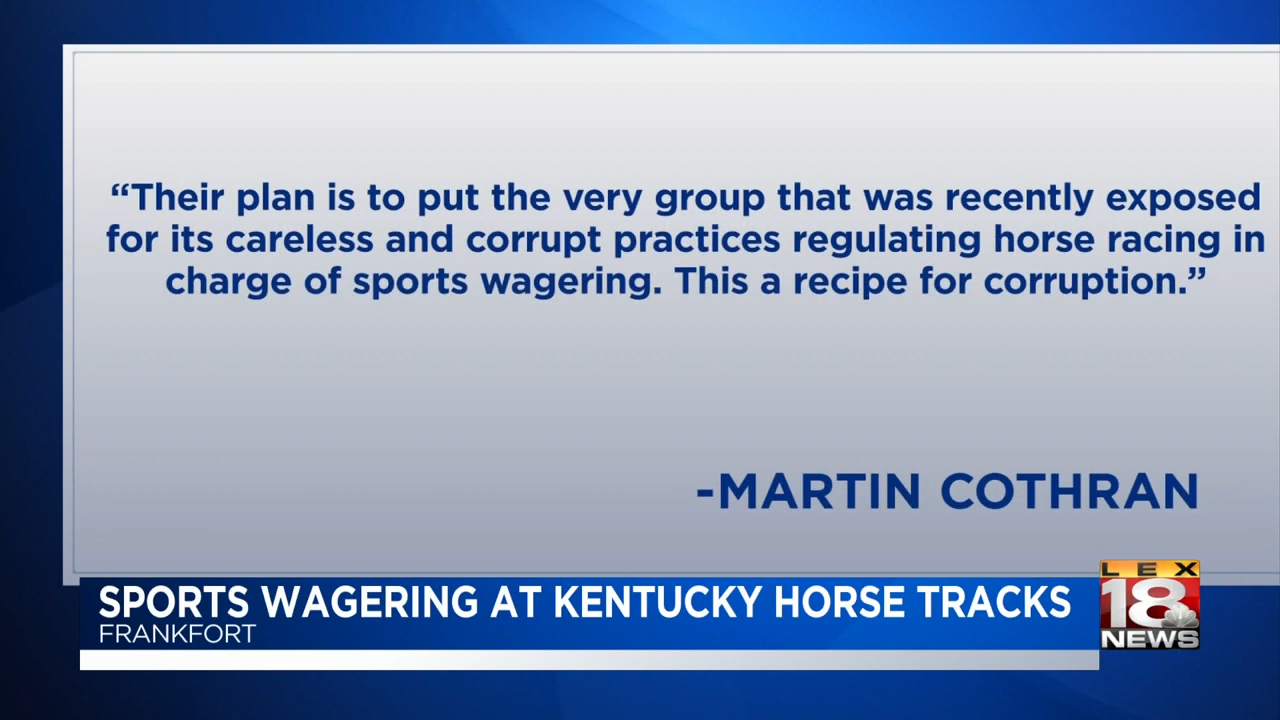 “Their plan is to put the very group that was recently exposed
for its careless and corrupt practices regulating horse racing in
charge of sports wagering. This a recipe for corruption.”
-MARTIN COTHRAN
SPORTS WAGERING AT KENTUCKY HORSE TRACKS
FRANKFORT
LEX
18
NEWS